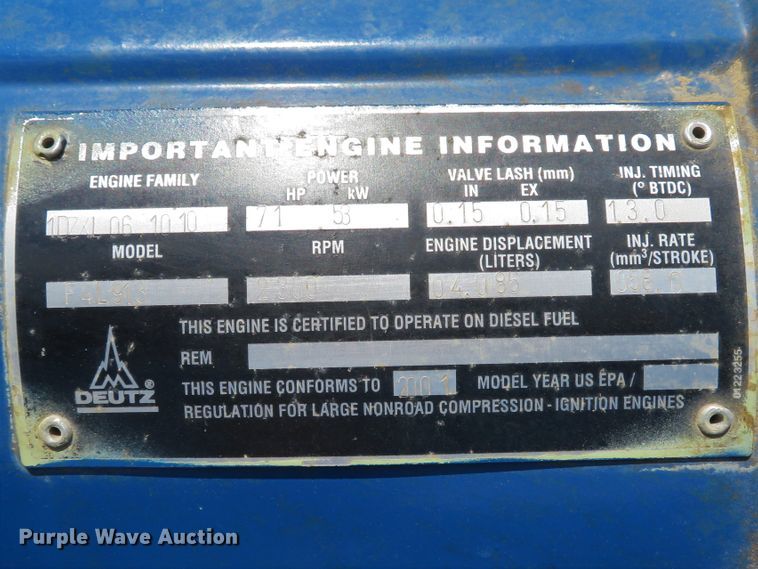 IMPORTANT ENGINE INFORMATION
ENGINE FAMILY POWER VALVE LASH (mm) INJ. TIMING
HP kW IN EX (° BTDC)
71 53 0.15 0.15 13.0
MODEL RPM ENGINE DISPLACEMENT INJ. RATE
(LITERS) (mm³/STROKE)
F4L913
THIS ENGINE IS CERTIFIED TO OPERATE ON DIESEL FUEL
REM
DEUTZ ®
THIS ENGINE CONFORMS TO 2001 MODEL YEAR US EPA /
REGULATION FOR LARGE NONROAD COMPRESSION - IGNITION ENGINES
01223255
Purple Wave Auction